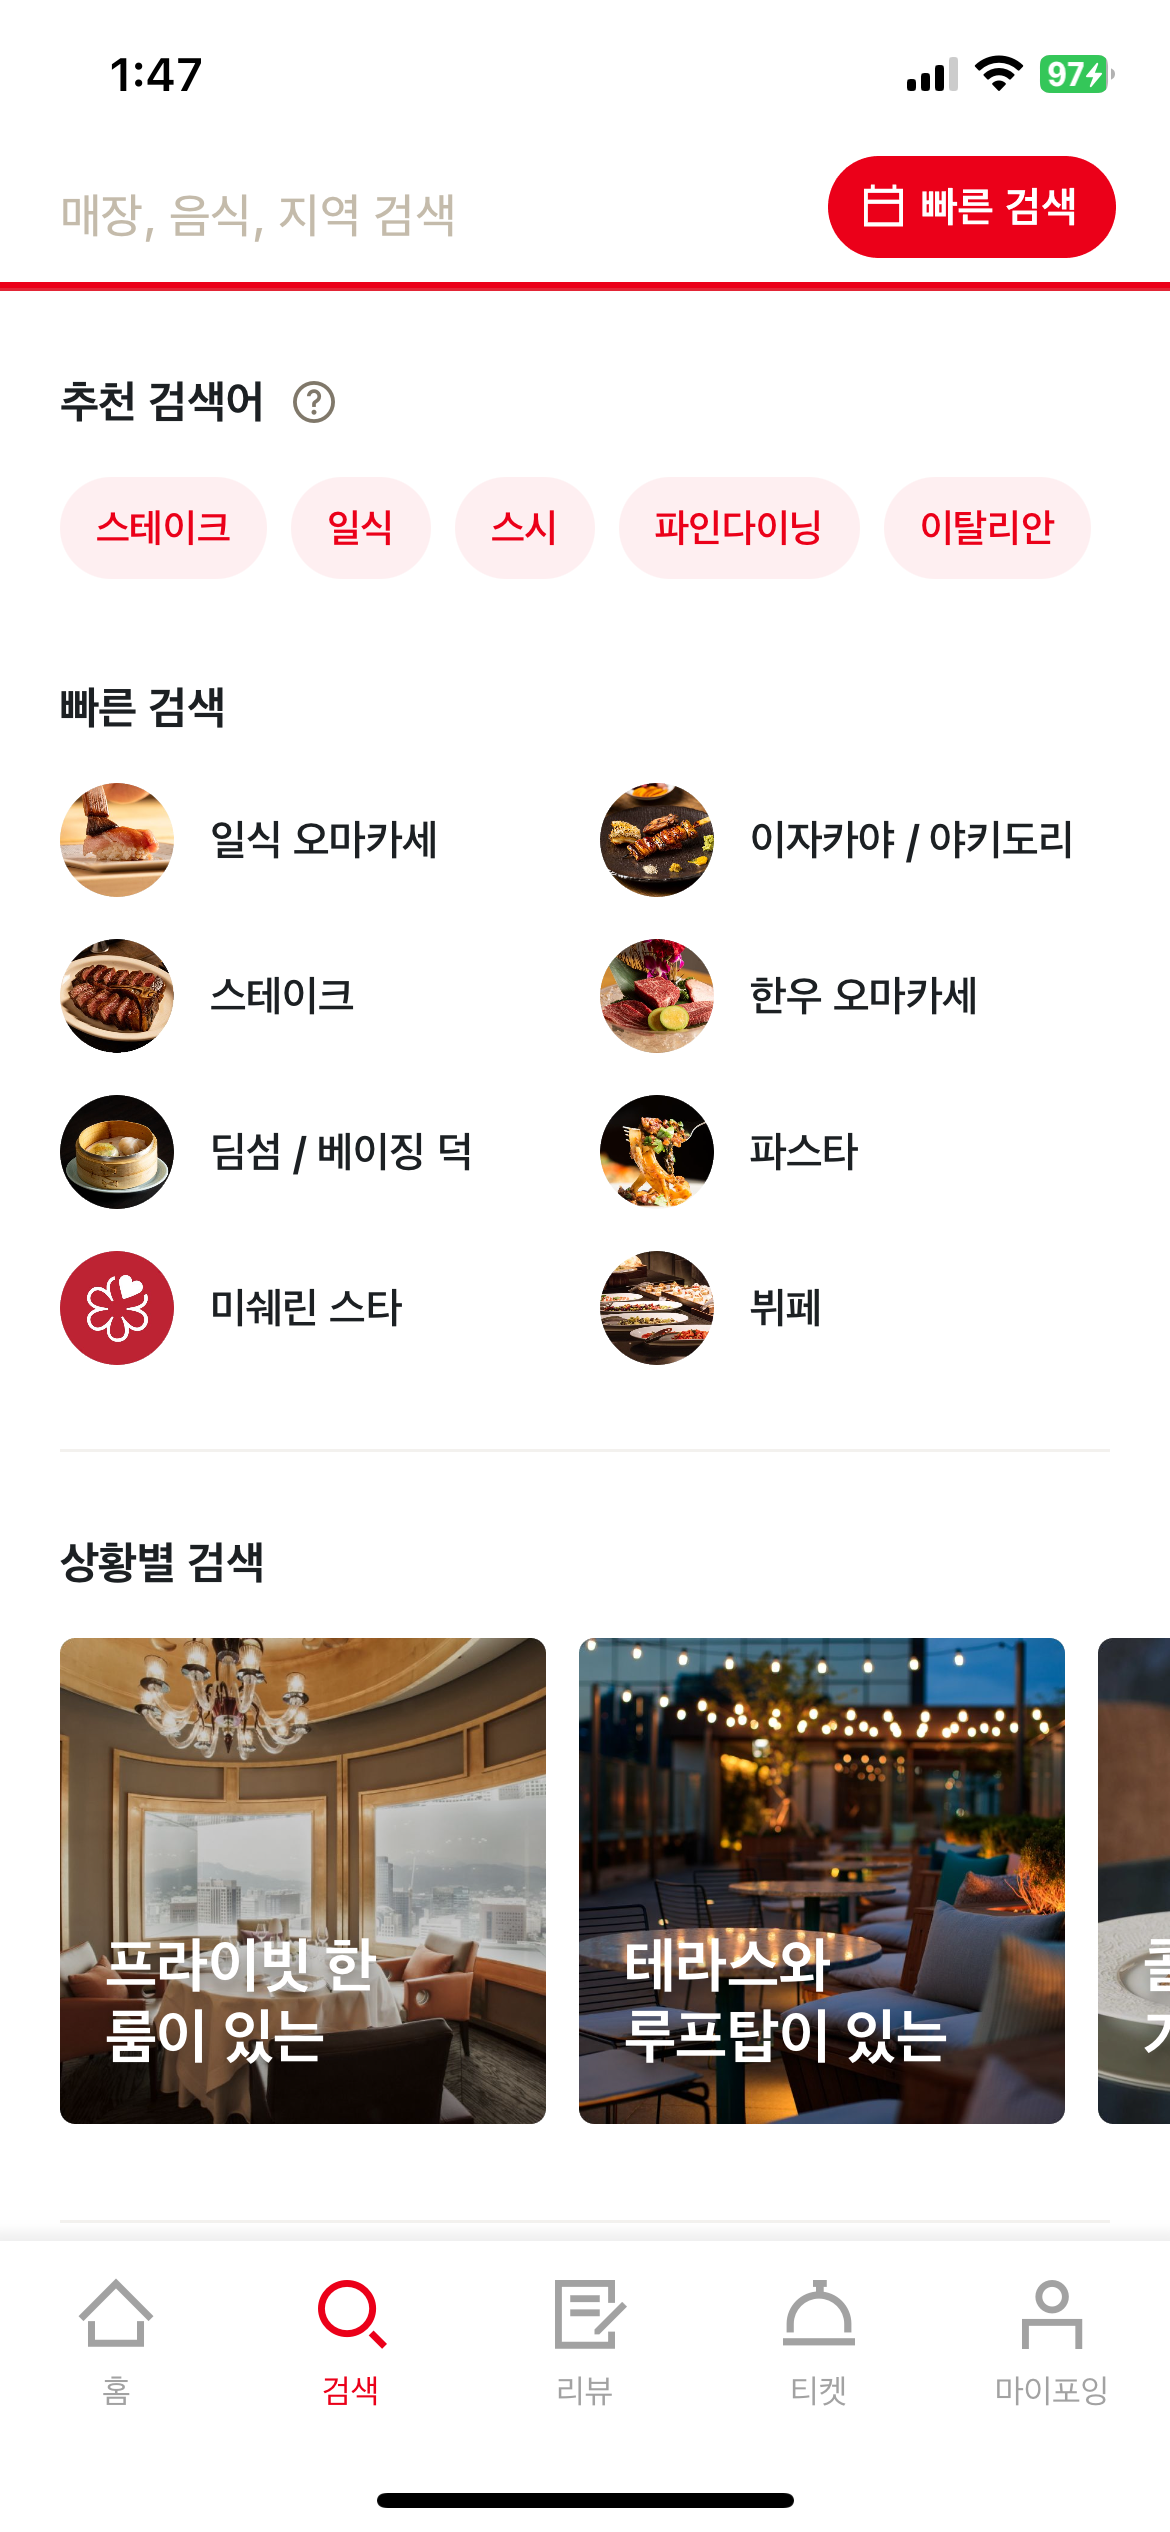 1:47
97
매장, 음식, 지역 검색
빠른 검색
추천 검색어
스테이크
일식
스시
파인다이닝
이탈리안
빠른 검색
일식 오마카세
이자카야 / 야키도리
스테이크
한우 오마카세
딤섬 / 베이징 덕
파스타
미쉐린 스타
뷔페
상황별 검색
프라이빗 한
룸이 있는
테라스와
루프탑이 있는
홈
검색
리뷰
티켓
마이포잉